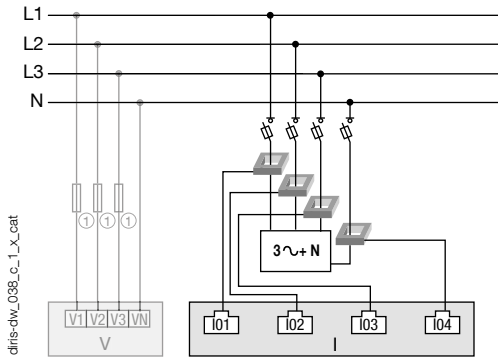 L1
L2
L3
N
1 1 1
3∿+ N
V1 V2 V3 VN
V
I01 I02 I03 I04
I
diris-dw_038_c_1_x_cat